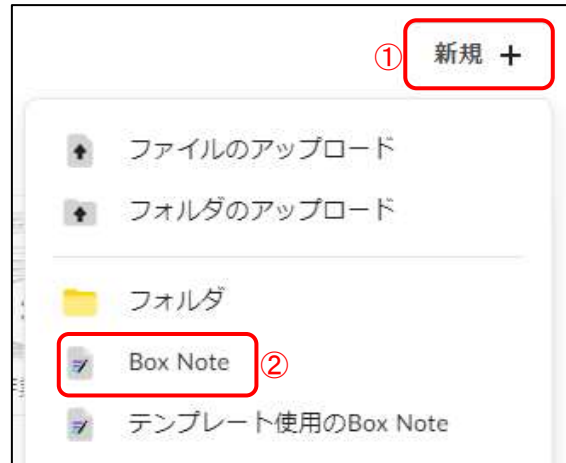 ① 新規 +
ファイルのアップロード
フォルダのアップロード
フォルダ
Box Note ②
テンプレート使用のBox Note